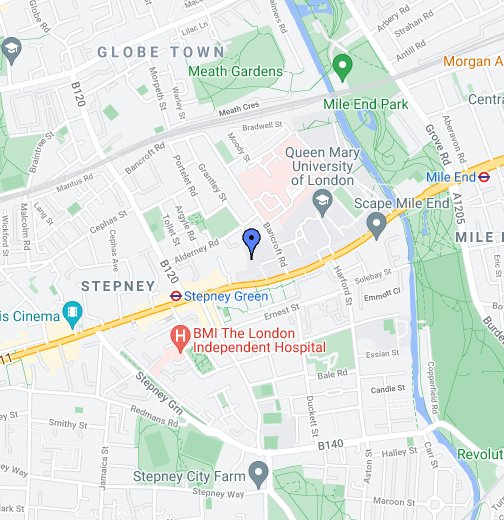 Lilac Ln
Palmers Rd
Arbery Rd
Strahan Rd
Antill Rd
GLOBE TOWN
Morgan A
Meath Gardens
B120
Morpeth St
Warley St
Meath Cres
Mile End Park
Centra
Bradwell St
Moody St
Grove Rd
Aberavon Rd
Braintree St
Bancroft Rd
Portelet Rd
Grantley St
Queen Mary
University
of London
Mile End
Mantus Rd
Argyle Rd
Tollet St
Scape Mile End
A1205
Malcolm Rd
Wickford St
Lang St
Cephas St
Cephas Ave
Alderney Rd
Bancroft Rd
MILE E
B120
Eric St
STEPNEY
Stepney Green
Harford St
Solebay St
Emmott Cl
is Cinema
Ernest St
Burde
11
BMI The London
Independent Hospital
Essian St
Bale Rd
Copperfield Rd
Stepney Grn
Candle St
Redmans Rd
Duckett St
Smithy St
B140
Carr St
Jamaica St
Halley St
Aston St
Revolut
Stepney City Farm
ney Way
Stepney Way
Maroon St